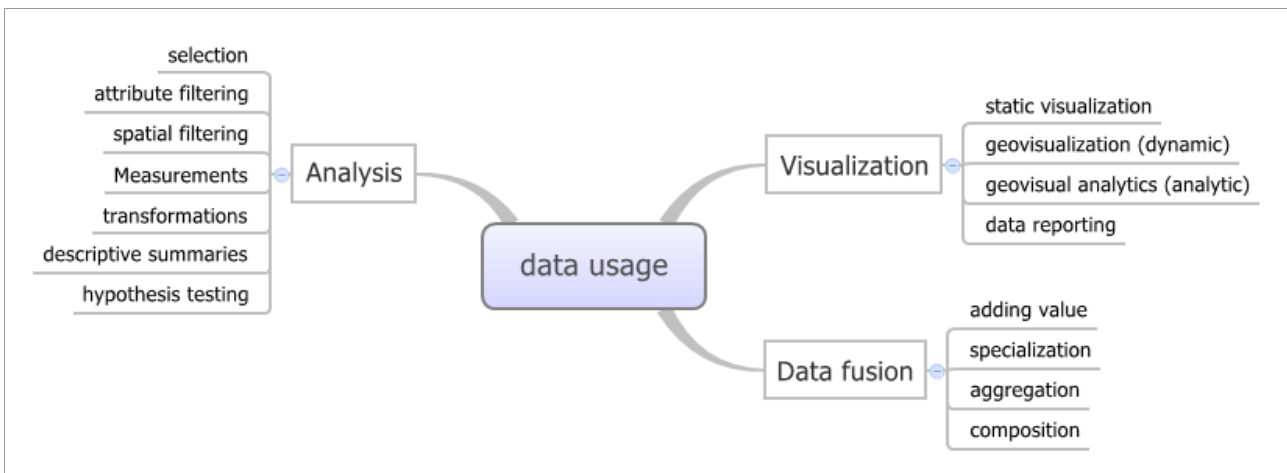 selection
attribute filtering
spatial filtering
Measurements
transformations
descriptive summaries
hypothesis testing
Analysis
data usage
Visualization
static visualization
geovisualization (dynamic)
geovisual analytics (analytic)
data reporting
Data fusion
adding value
specialization
aggregation
composition